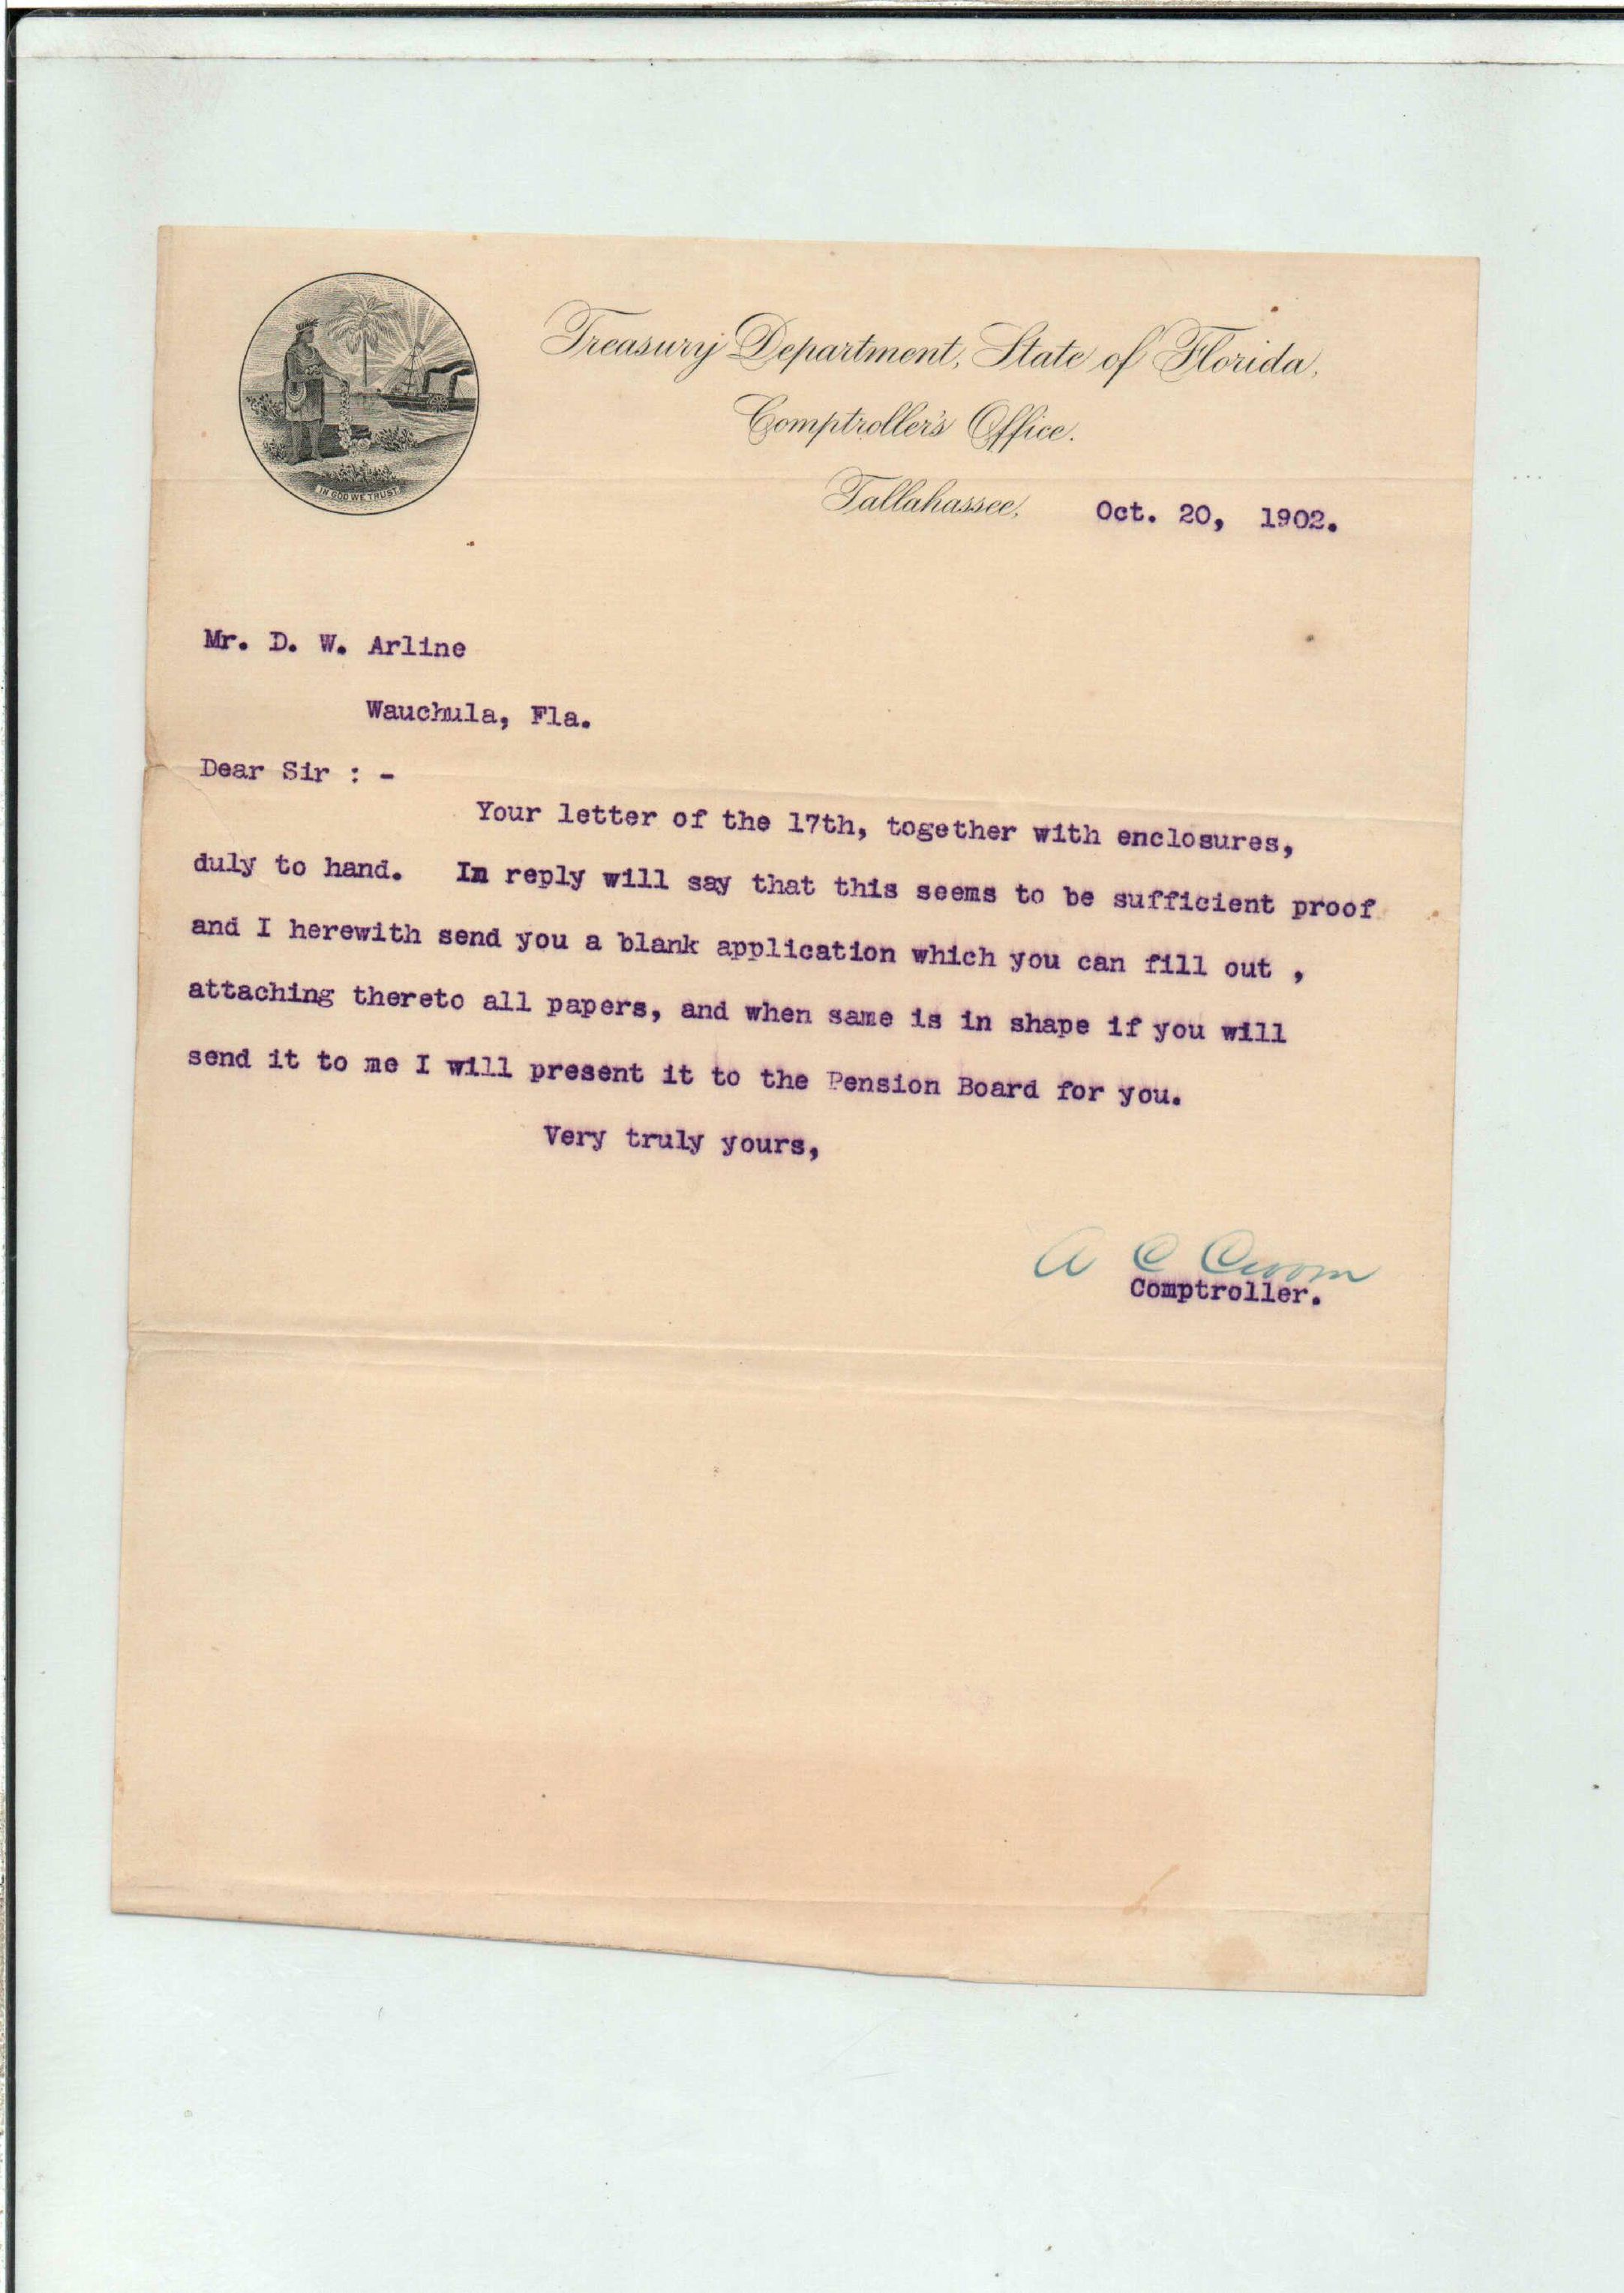 Treasury Department, State of Florida,
Comptroller's Office.
Tallahassee, Oct. 20, 1902.
IN GOD WE TRUST
Mr. D. W. Arline
Wauchula, Fla.
Dear Sir : -
Your letter of the 17th, together with enclosures,
duly to hand. In reply will say that this seems to be sufficient proof
and I herewith send you a blank application which you can fill out ,
attaching thereto all papers, and when same is in shape if you will
send it to me I will present it to the Pension Board for you.
Very truly yours,
A C Croom
Comptroller.